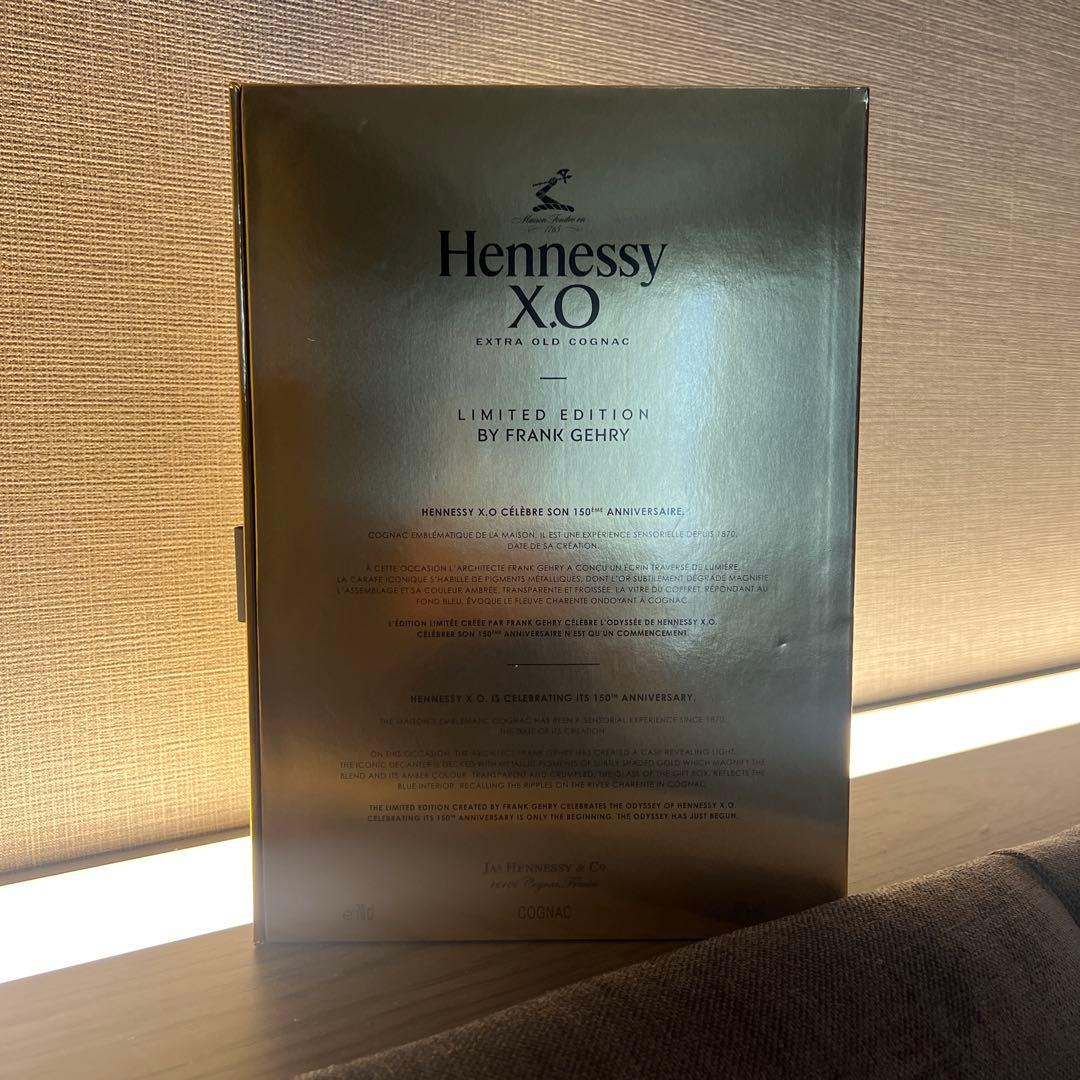 Maison Fondée en
1765
Hennessy
X.O
EXTRA OLD COGNAC
LIMITED EDITION
BY FRANK GEHRY
HENNESSY X.O CÉLÈBRE SON 150ÈME ANNIVERSAIRE.
COGNAC EMBLÉMATIQUE DE LA MAISON, IL EST UNE EXPÉRIENCE SENSORIELLE DEPUIS 1870,
DATE DE SA CRÉATION.
À CETTE OCCASION L'ARCHITECTE FRANK GEHRY A CONÇU UN ÉCRIN TRAVERSÉ DE LUMIÈRE.
LA CARAFE ICONIQUE S'HABILLE DE PIGMENTS MÉTALLIQUES, DONT L'OR SUBTILEMENT DÉGRADÉ MAGNIFIE
L'ASSEMBLAGE ET SA COULEUR AMBRÉE. TRANSPARENTE ET FROISSÉE, LA VITRE DU COFFRET, RÉPONDANT AU
FOND BLEU, ÉVOQUE LE FLEUVE CHARENTE ONDOYANT À COGNAC.
L'ÉDITION LIMITÉE CRÉÉE PAR FRANK GEHRY CÉLÈBRE L'ODYSSÉE DE HENNESSY X.O.
CÉLÉBRER SON 150ÈME ANNIVERSAIRE N'EST QU'UN COMMENCEMENT.
HENNESSY X.O. IS CELEBRATING ITS 150TH ANNIVERSARY.
THE MAISON'S EMBLEMATIC COGNAC HAS BEEN A SENSORIAL EXPERIENCE SINCE 1870,
THE DATE OF ITS CREATION.
ON THIS OCCASION, THE ARCHITECT FRANK GEHRY HAS CREATED A CASE REVEALING LIGHT.
THE ICONIC DECANTER IS DECKED WITH METALLIC PIGMENTS OF SUBTLY SHADED GOLD WHICH MAGNIFY THE
BLEND AND ITS AMBER COLOUR. TRANSPARENT AND CRUMPLED, THE GLASS OF THE GIFT BOX, REFLECTS THE
BLUE INTERIOR, RECALLING THE RIPPLES ON THE RIVER CHARENTE IN COGNAC.
THE LIMITED EDITION CREATED BY FRANK GEHRY CELEBRATES THE ODYSSEY OF HENNESSY X.O.
CELEBRATING ITS 150TH ANNIVERSARY IS ONLY THE BEGINNING. THE ODYSSEY HAS JUST BEGUN.
JAS HENNESSY & CO
16100 Cognac, France
e 70 cl COGNAC